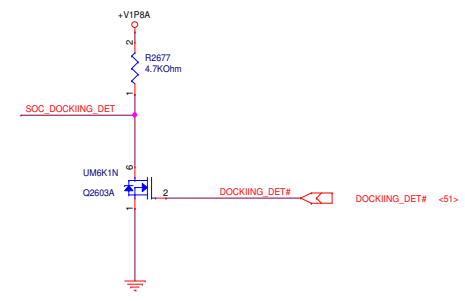 +V1P8A
2
R2677
4.7KOhm
1
SOC_DOCKIING_DET
6
UM6K1N
Q2603A
2
DOCKIING_DET#
DOCKIING_DET# <51>
1